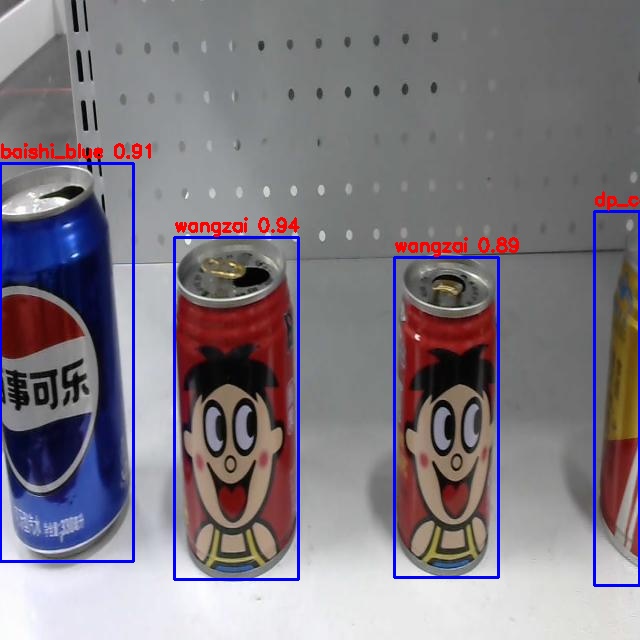 baishi_blue 0.91
wangzai 0.94
wangzai 0.89
dp_c
事可乐